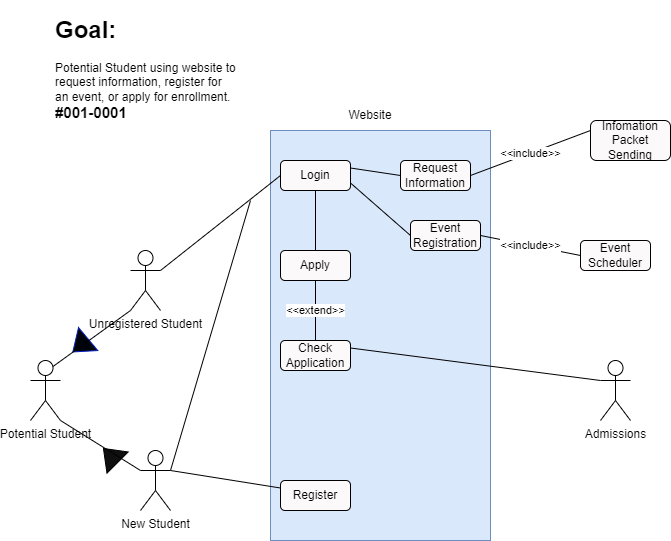 Goal:
Potential Student using website to
request information, register for
an event, or apply for enrollment.
#001-0001
Website
Infomation
Packet
Sending
<<include>>
Login
Request
Information
Event
Registration
<<include>>
Event
Scheduler
Apply
<<extend>>
Unregistered Student
Check
Application
Potential Student
Admissions
Register
New Student